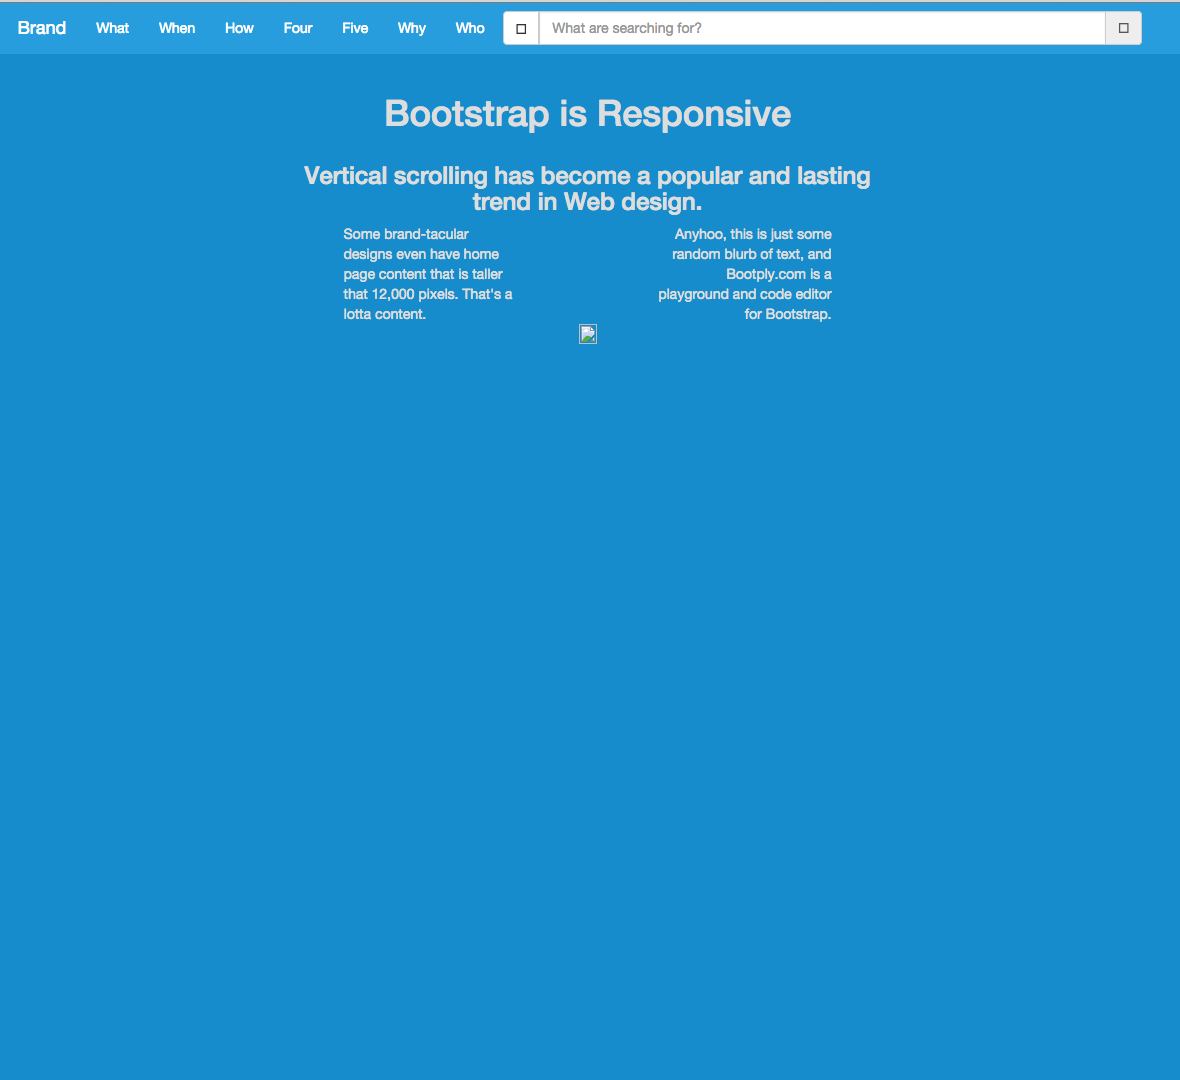 Brand What When How Four Five Why Who What are searching for?
Bootstrap is Responsive
Vertical scrolling has become a popular and lasting
trend in Web design.
Some brand-tacular
designs even have home
page content that is taller
that 12,000 pixels. That's a
lotta content.
Anyhoo, this is just some
random blurb of text, and
Bootply.com is a
playground and code editor
for Bootstrap.